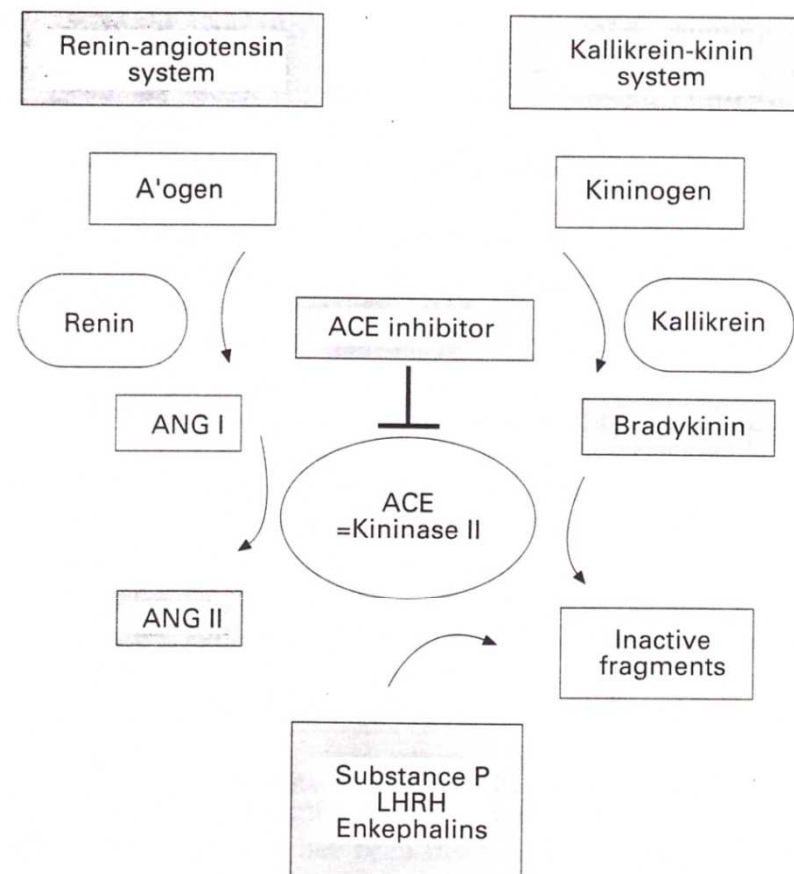 Renin-angiotensin
system
Kallikrein-kinin
system
A'ogen
Kininogen
Renin
ACE inhibitor
Kallikrein
ANG I
Bradykinin
ACE
=Kininase II
ANG II
Inactive
fragments
Substance P
LHRH
Enkephalins